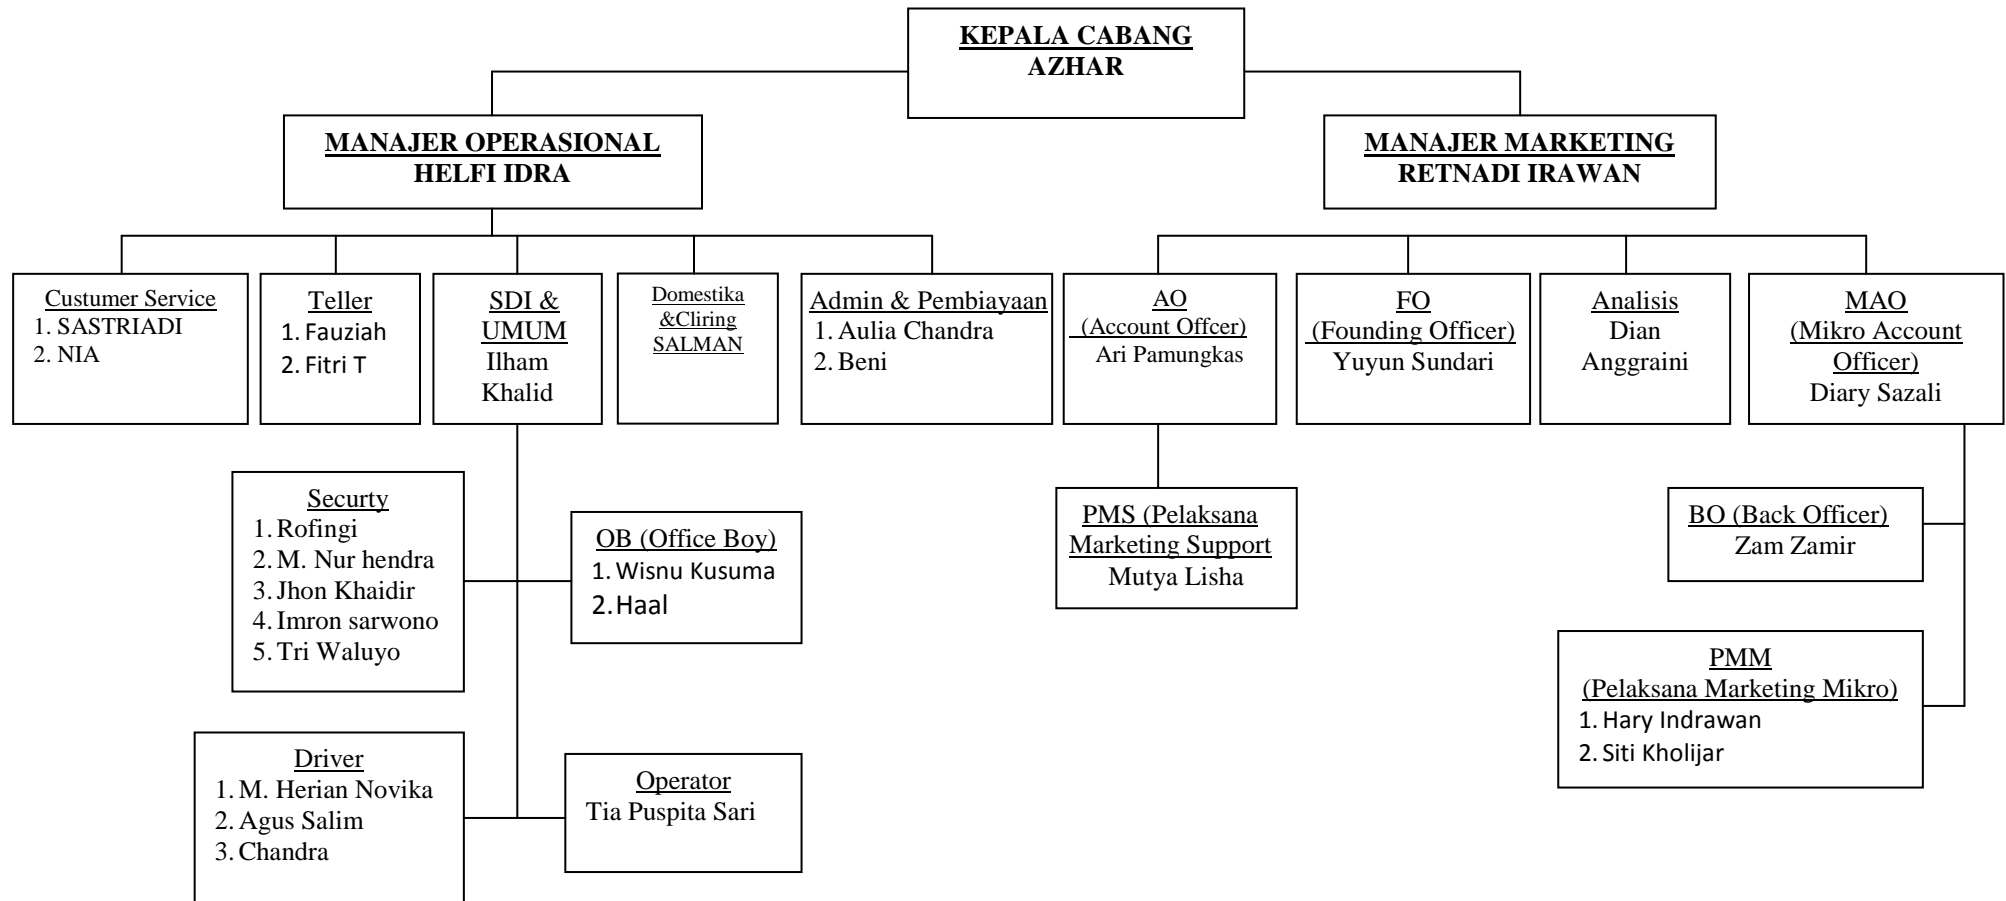 KEPALA CABANG
AZHAR
MANAJER OPERASIONAL
HELFI IDRA
MANAJER MARKETING
RETNADI IRAWAN
Custumer Service
1. SASTRIADI
2. NIA
Teller
1. Fauziah
2. Fitri T
SDI &
UMUM
Ilham
Khalid
Domestika
&Cliring
SALMAN
Admin & Pembiayaan
1. Aulia Chandra
2. Beni
AO
(Account Offcer)
Ari Pamungkas
FO
(Founding Officer)
Yuyun Sundari
Analisis
Dian
Anggraini
MAO
(Mikro Account
Officer)
Diary Sazali
Securty
1. Rofingi
2. M. Nur hendra
3. Jhon Khaidir
4. Imron sarwono
5. Tri Waluyo
OB (Office Boy)
1. Wisnu Kusuma
2. Haal
PMS (Pelaksana
Marketing Support
Mutya Lisha
BO (Back Officer)
Zam Zamir
PMM
(Pelaksana Marketing Mikro)
1. Hary Indrawan
2. Siti Kholijar
Driver
1. M. Herian Novika
2. Agus Salim
3. Chandra
Operator
Tia Puspita Sari